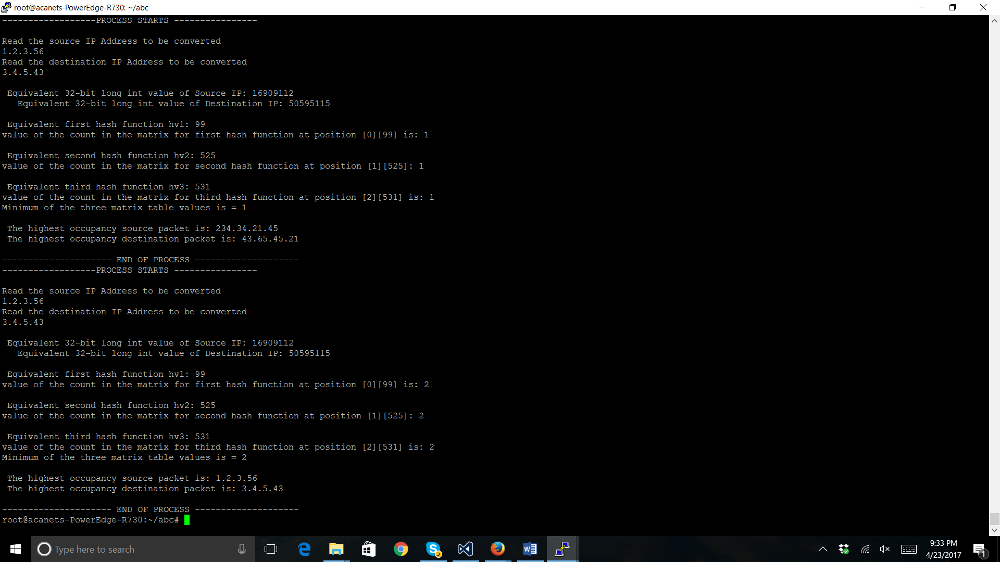 root@acanets-PowerEdge-R730: ~/abc
------------------PROCESS STARTS ----------------
Read the source IP Address to be converted
1.2.3.56
Read the destination IP Address to be converted
3.4.5.43
Equivalent 32-bit long int value of Source IP: 16909112
Equivalent 32-bit long int value of Destination IP: 50595115
Equivalent first hash function hv1: 99
value of the count in the matrix for first hash function at position [0][99] is: 1
Equivalent second hash function hv2: 525
value of the count in the matrix for second hash function at position [1][525]: 1
Equivalent third hash function hv3: 531
value of the count in the matrix for third hash function at position [2][531] is: 1
Minimum of the three matrix table values is = 1
The highest occupancy source packet is: 234.34.21.45
The highest occupancy destination packet is: 43.65.45.21
--------------------- END OF PROCESS --------------------
------------------PROCESS STARTS ----------------
Read the source IP Address to be converted
1.2.3.56
Read the destination IP Address to be converted
3.4.5.43
Equivalent 32-bit long int value of Source IP: 16909112
Equivalent 32-bit long int value of Destination IP: 50595115
Equivalent first hash function hv1: 99
value of the count in the matrix for first hash function at position [0][99] is: 2
Equivalent second hash function hv2: 525
value of the count in the matrix for second hash function at position [1][525]: 2
Equivalent third hash function hv3: 531
value of the count in the matrix for third hash function at position [2][531] is: 2
Minimum of the three matrix table values is = 2
The highest occupancy source packet is: 1.2.3.56
The highest occupancy destination packet is: 3.4.5.43
--------------------- END OF PROCESS --------------------
root@acanets-PowerEdge-R730:~/abc#
Type here to search
3
9:33 PM
4/23/2017
1